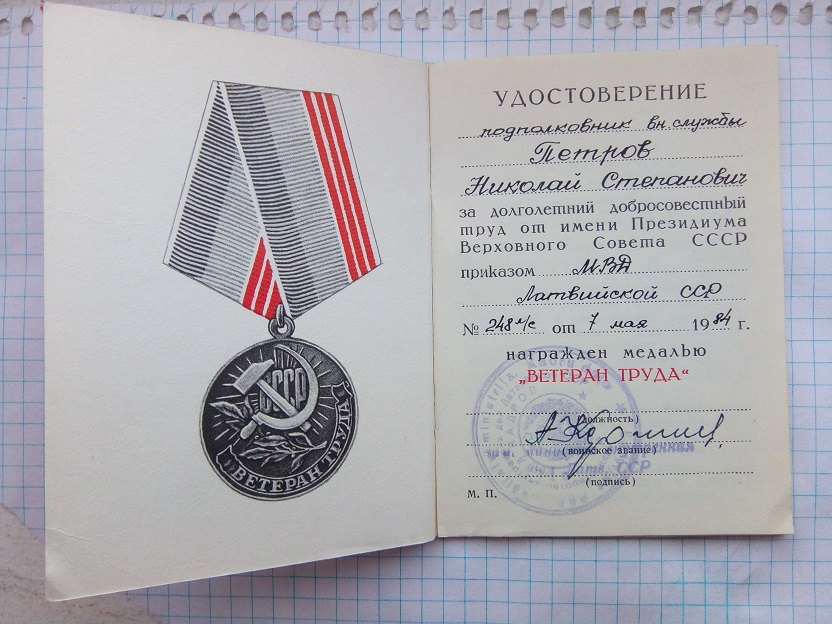 СССР
ВЕТЕРАН ТРУДА
УДОСТОВЕРЕНИЕ
подполковник вн. службы
Петров
Николай Степанович
за долголетний добросовестный
труд от имени Президиума
Верховного Совета СССР
приказом МВД
Латвийской ССР
№ 248 л/с от 7 мая 1984 г.
награжден медалью
„ВЕТЕРАН ТРУДА“
(должность)
(воинское звание)
ССР
(подпись)
М. П.